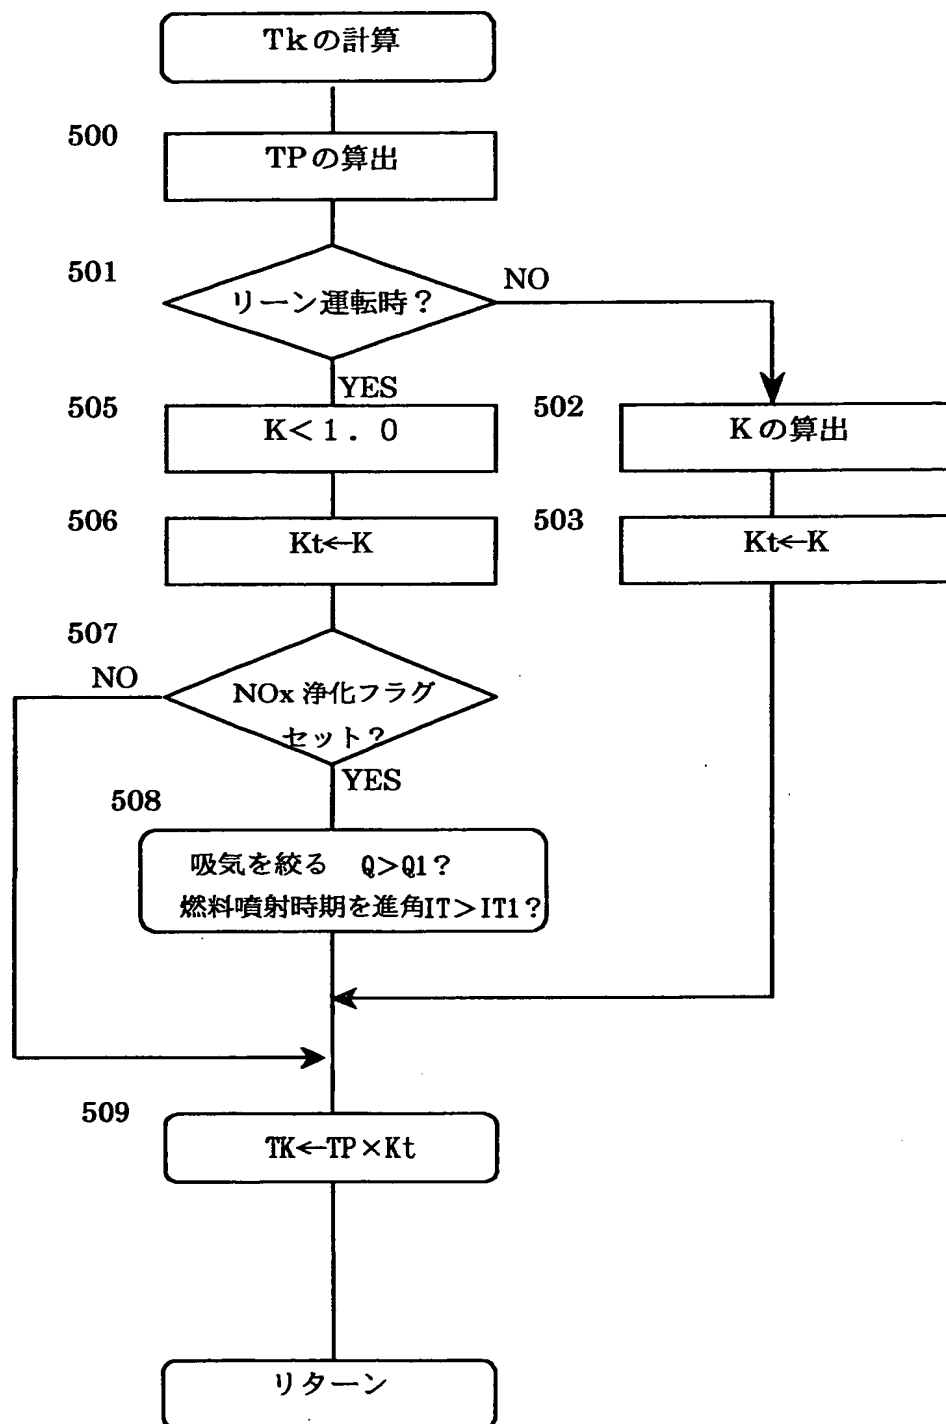 Tkの計算
500
TPの算出
501
リーン運転時？
NO
YES
505
K＜１．０
502
Kの算出
506
Kt←K
503
Kt←K
507
NO
NOx 浄化フラグ
セット？
YES
508
吸気を絞る　Q>Q1?
燃料噴射時期を進角IT>IT1?
509
TK←TP×Kt
リターン